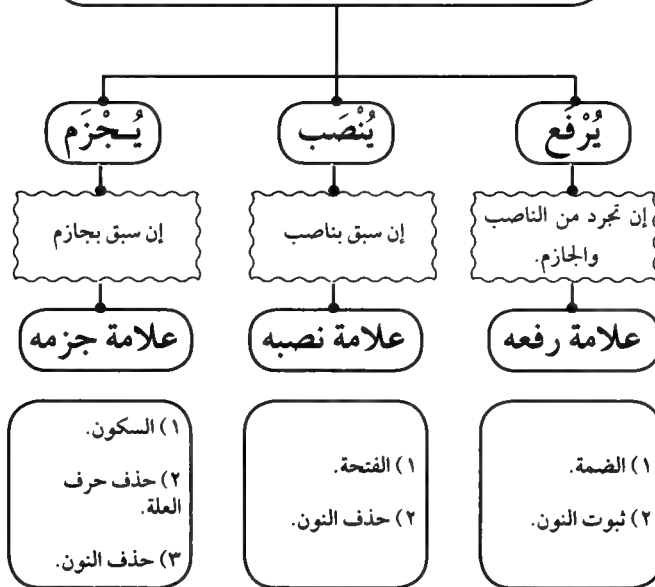 يُرْفَع
إن تجرد من الناصب
والجازم.
علامة رفعه
١) الضمة.
٢) ثبوت النون.
يُنْصَب
إن سبق بناصب
علامة نصبه
١) الفتحة.
٢) حذف النون.
يُـجْزَم
إن سبق بجازم
علامة جزمه
١) السكون.
٢) حذف حرف
العلة.
٣) حذف النون.